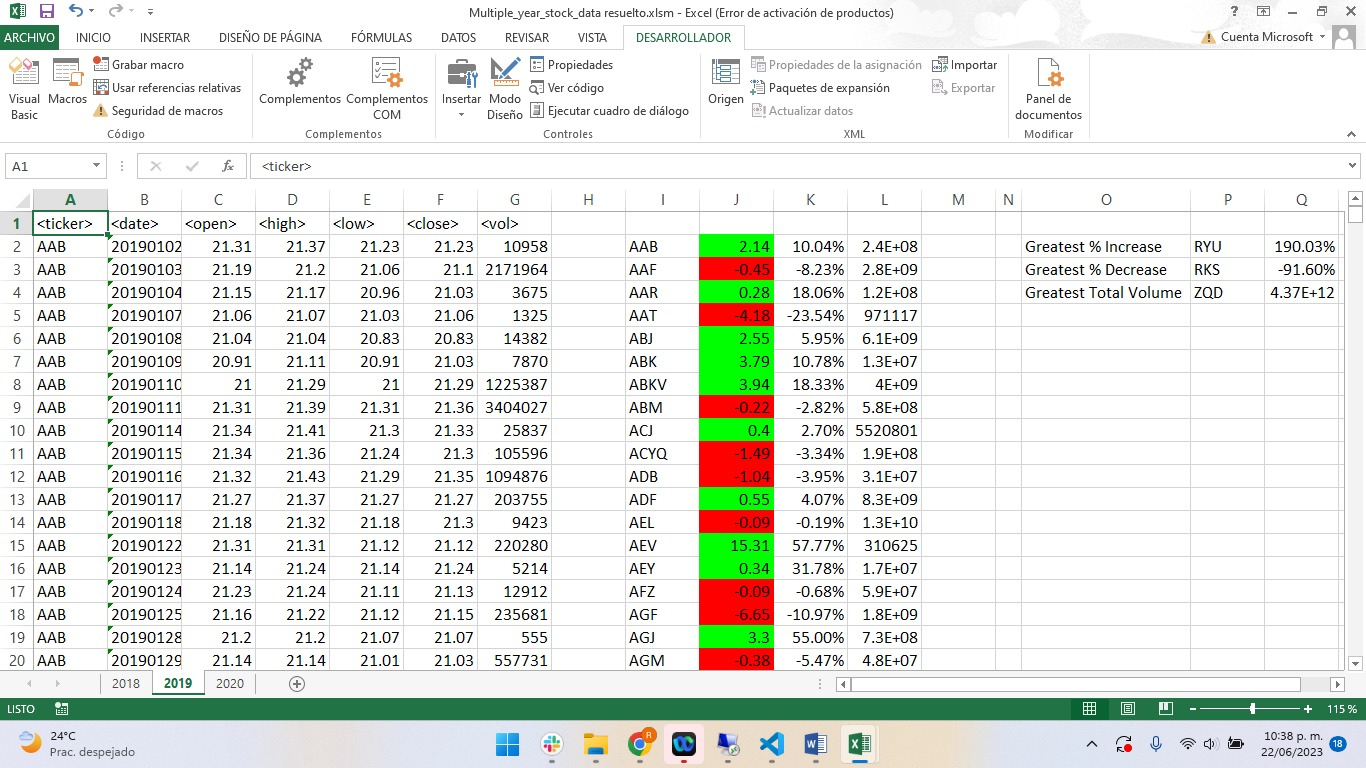 Multiple_year_stock_data resuelto.xlsm - Excel (Error de activación de productos)
ARCHIVO INICIO INSERTAR DISEÑO DE PÁGINA FÓRMULAS DATOS REVISAR VISTA DESARROLLADOR Cuenta Microsoft
Visual Basic
Macros
Grabar macro
Usar referencias relativas
Seguridad de macros
Código
Complementos
Complementos COM
Complementos
Insertar
Modo Diseño
Propiedades
Ver código
Ejecutar cuadro de diálogo
Controles
Origen
Propiedades de la asignación
Paquetes de expansión
Actualizar datos
Importar
Exportar
XML
Panel de documentos
Modificar
A1 fx <ticker>
A B C D E F G H I J K L M N O P Q
1 <ticker> <date> <open> <high> <low> <close> <vol>
2 AAB 20190102 21.31 21.37 21.23 21.23 10958 AAB 2.14 10.04% 2.4E+08 Greatest % Increase RYU 190.03%
3 AAB 20190103 21.19 21.2 21.06 21.1 2171964 AAF -0.45 -8.23% 2.8E+09 Greatest % Decrease RKS -91.60%
4 AAB 20190104 21.15 21.17 20.96 21.03 3675 AAR 0.28 18.06% 1.2E+08 Greatest Total Volume ZQD 4.37E+12
5 AAB 20190107 21.06 21.07 21.03 21.06 1325 AAT -4.18 -23.54% 971117
6 AAB 20190108 21.04 21.04 20.83 20.83 14382 ABJ 2.55 5.95% 6.1E+09
7 AAB 20190109 20.91 21.11 20.91 21.03 7870 ABK 3.79 10.78% 1.3E+07
8 AAB 20190110 21 21.29 21 21.29 1225387 ABKV 3.94 18.33% 4E+09
9 AAB 20190111 21.31 21.39 21.31 21.36 3404027 ABM -0.22 -2.82% 5.8E+08
10 AAB 20190114 21.34 21.41 21.3 21.33 25837 ACJ 0.4 2.70% 5520801
11 AAB 20190115 21.34 21.36 21.24 21.3 105596 ACYQ -1.49 -3.34% 1.9E+08
12 AAB 20190116 21.32 21.43 21.29 21.35 1094876 ADB -1.04 -3.95% 3.1E+07
13 AAB 20190117 21.27 21.37 21.27 21.27 203755 ADF 0.55 4.07% 8.3E+09
14 AAB 20190118 21.18 21.32 21.18 21.3 9423 AEL -0.09 -0.19% 1.3E+10
15 AAB 20190122 21.31 21.31 21.12 21.12 220280 AEV 15.31 57.77% 310625
16 AAB 20190123 21.14 21.24 21.14 21.24 5214 AEY 0.34 31.78% 1.7E+07
17 AAB 20190124 21.23 21.24 21.11 21.13 12912 AFZ -0.09 -0.68% 5.9E+07
18 AAB 20190125 21.16 21.22 21.12 21.15 235681 AGF -6.65 -10.97% 1.8E+09
19 AAB 20190128 21.2 21.2 21.07 21.07 555 AGJ 3.3 55.00% 7.3E+08
20 AAB 20190129 21.14 21.14 21.01 21.03 557731 AGM -0.38 -5.47% 4.8E+07
2018 2019 2020
LISTO 115 %
24°C
Prac. despejado
10:38 p. m.
22/06/2023
18